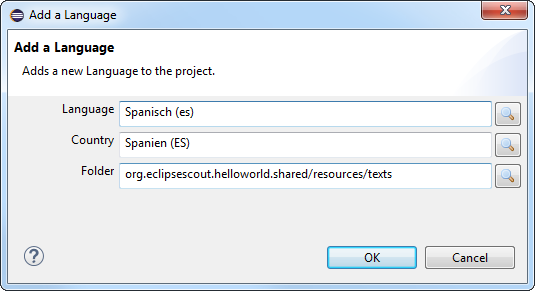 Add a Language
Add a Language
Adds a new Language to the project.
Language Spanisch (es)
Country Spanien (ES)
Folder org.eclipsescout.helloworld.shared/resources/texts
OK Cancel